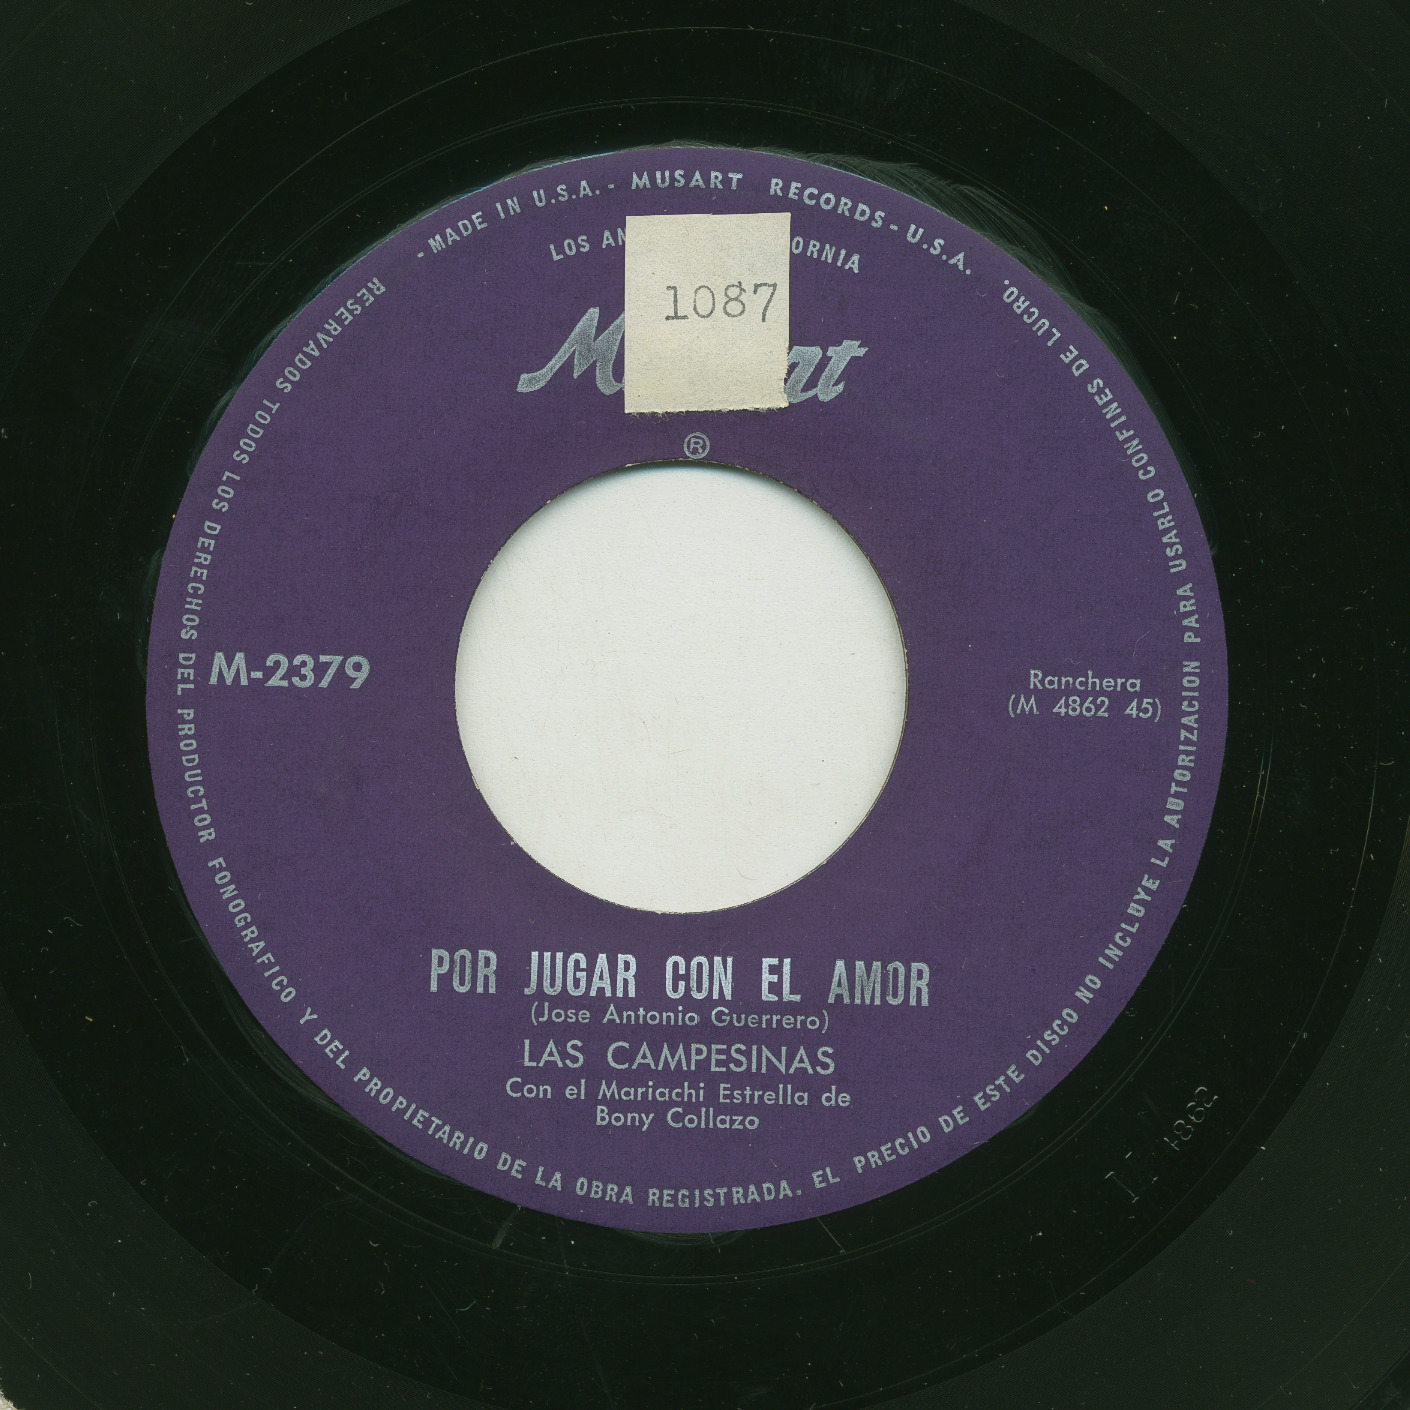 - MADE IN U.S.A. - MUSART RECORDS - U.S.A.
LOS AN ORNIA
1087
M art
®
M-2379
Ranchera
(M 4862 45)
POR JUGAR CON EL AMOR
(Jose Antonio Guerrero)
LAS CAMPESINAS
Con el Mariachi Estrella de
Bony Collazo
RESERVADOS TODOS LOS DERECHOS DEL PRODUCTOR FONOGRAFICO Y DEL PROPIETARIO DE LA OBRA REGISTRADA. EL PRECIO DE ESTE DISCO NO INCLUYE LA AUTORIZACION PARA USARLO CONFINES DE LUCRO.
4862